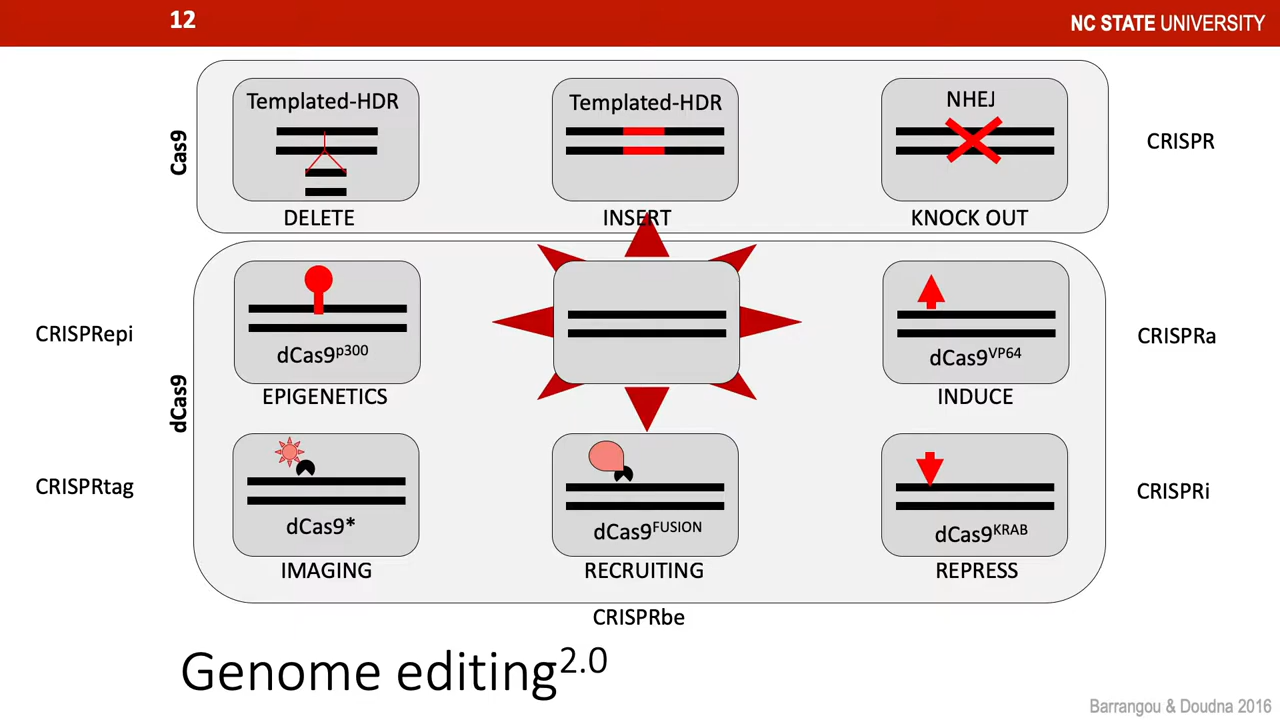 12
NC STATE UNIVERSITY
Cas9
Templated-HDR
DELETE
Templated-HDR
INSERT
NHEJ
KNOCK OUT
CRISPR
dCas9
CRISPRepi
dCas9p300
EPIGENETICS
dCas9VP64
INDUCE
CRISPRa
CRISPRtag
dCas9*
IMAGING
dCas9FUSION
RECRUITING
dCas9KRAB
REPRESS
CRISPRi
CRISPRbe
Genome editing2.0
Barrangou & Doudna 2016